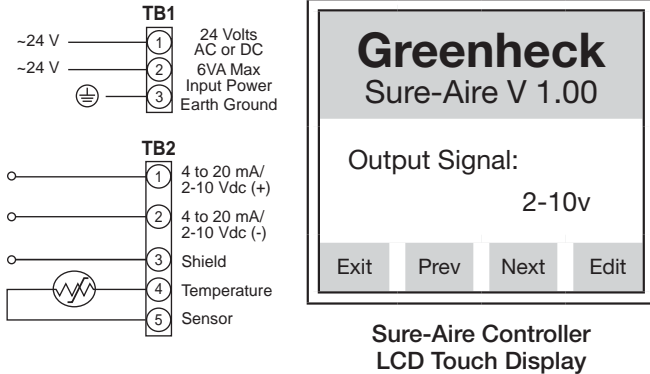 TB1
~24 V
1
24 Volts
AC or DC
~24 V
2
6VA Max
Input Power
3
Earth Ground
TB2
1
4 to 20 mA/
2-10 Vdc (+)
2
4 to 20 mA/
2-10 Vdc (-)
3
Shield
4
Temperature
5
Sensor
Greenheck
Sure-Aire V 1.00
Output Signal:
2-10v
Exit Prev Next Edit
Sure-Aire Controller
LCD Touch Display